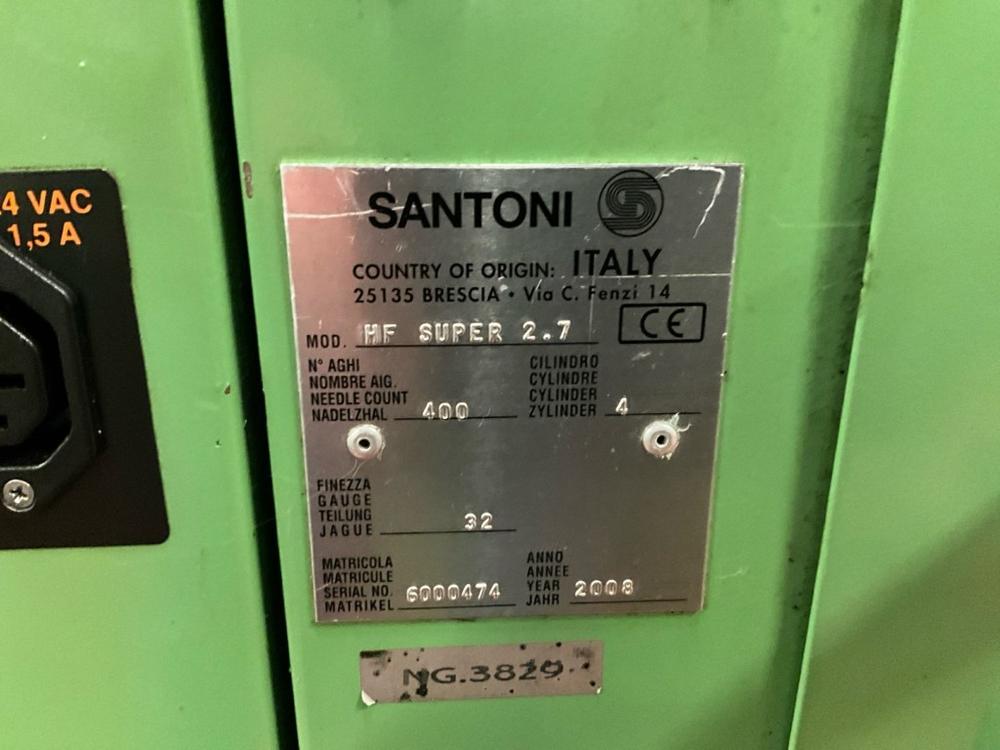 4 VAC
1,5 A
SANTONI
COUNTRY OF ORIGIN: ITALY
25135 BRESCIA • Via C. Fenzi 14
MOD. HF SUPER 2.7 CE
N° AGHI
NOMBRE AIG.
NEEDLE COUNT
NADELZHAL 400
CILINDRO
CYLINDRE
CYLINDER
ZYLINDER 4
FINEZZA
GAUGE
TEILUNG
JAGUE 32
MATRICOLA
MATRICULE
SERIAL NO. 6000474
MATRIKEL
ANNO
ANNEE
YEAR 2008
JAHR
NG.3829